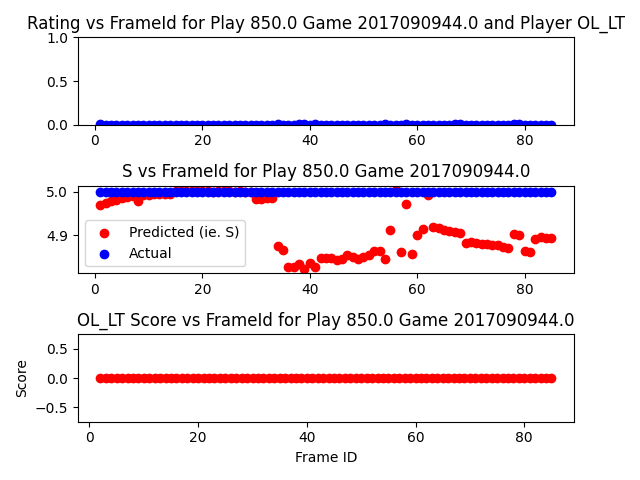 Rating vs FrameId for Play 850.0 Game 2017090944.0 and Player OL_LT
1.0
0.5
0.0
0 20 40 60 80
S vs FrameId for Play 850.0 Game 2017090944.0
5.0
4.9
Predicted (ie. S)
Actual
0 20 40 60 80
OL_LT Score vs FrameId for Play 850.0 Game 2017090944.0
Score
0.5
0.0
−0.5
0 20 40 60 80
Frame ID